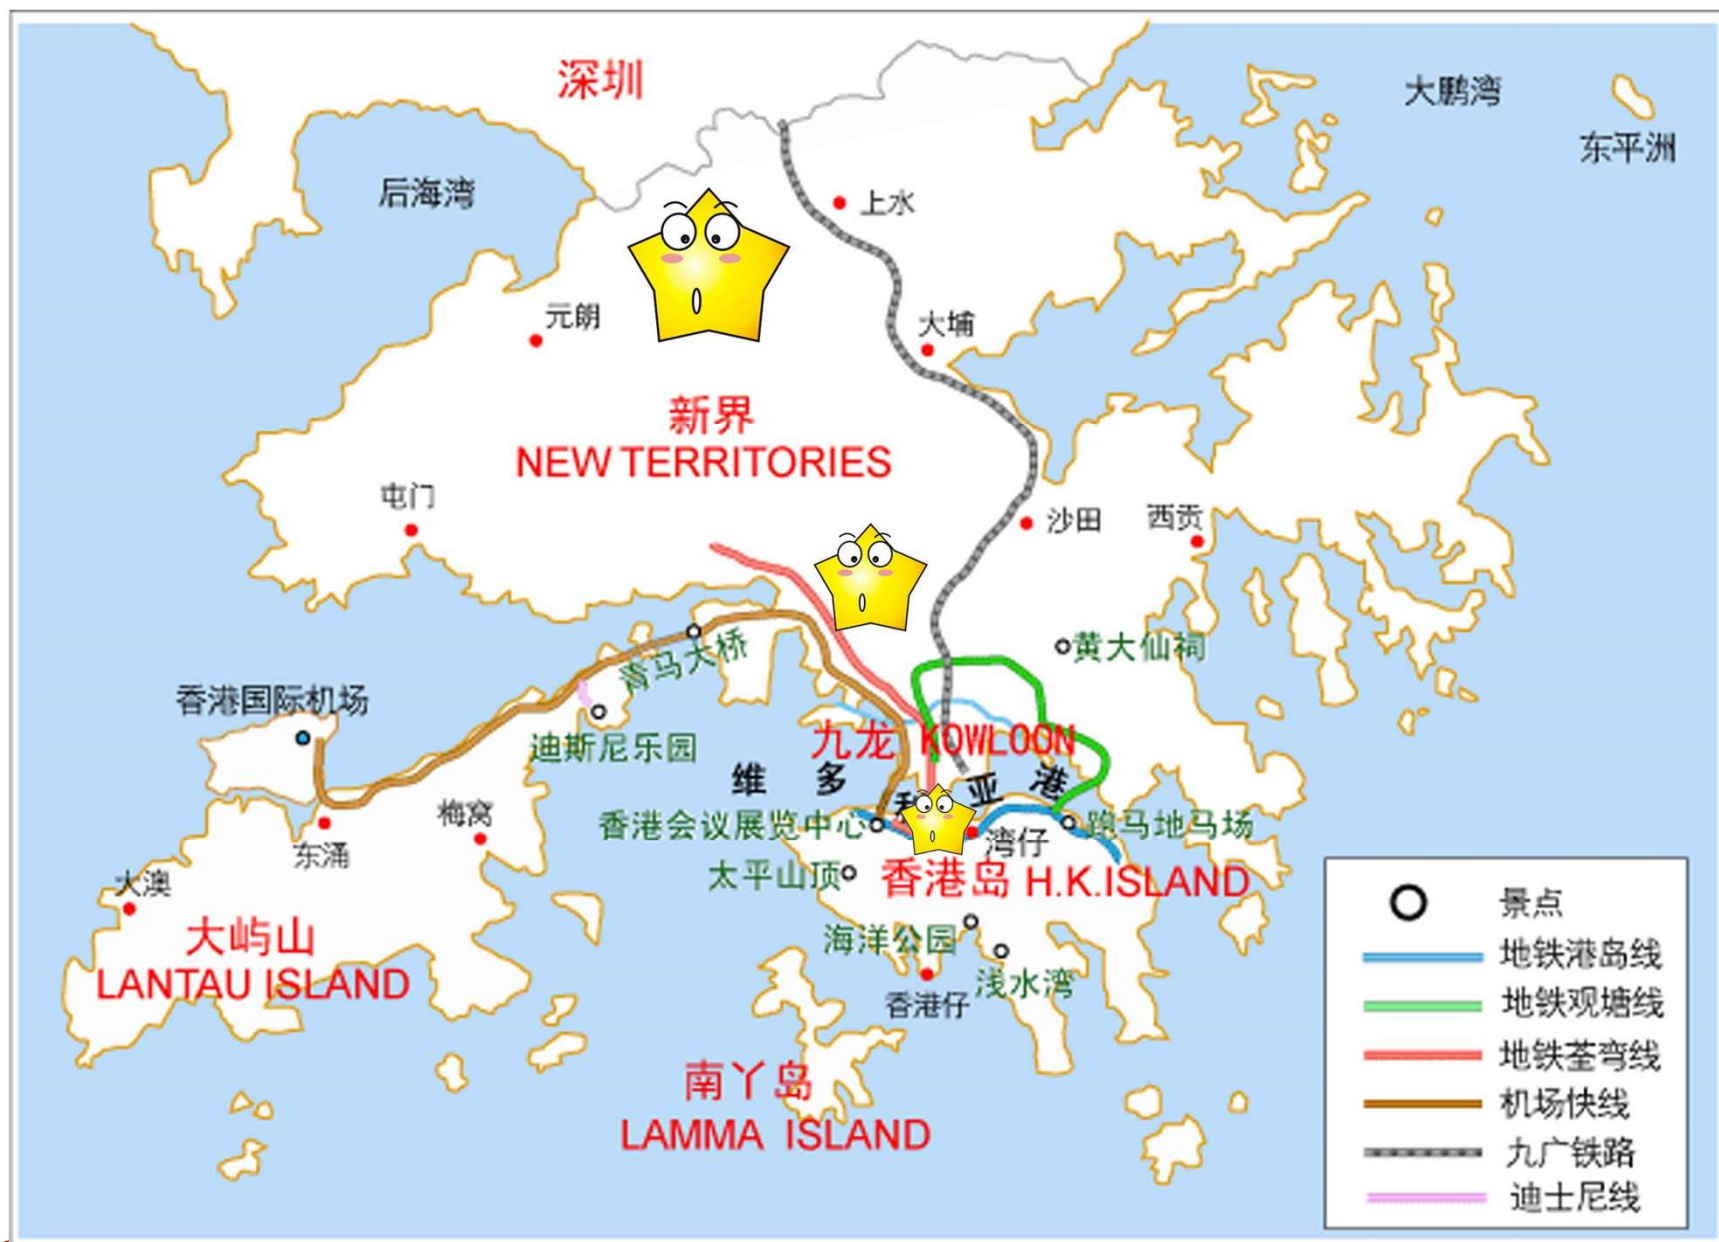 深圳
大鹏湾
东平洲
后海湾
上水
元朗
大埔
新界
NEW TERRITORIES
屯门
沙田
西贡
青马大桥
黄大仙祠
香港国际机场
迪斯尼乐园
九龙 KOWLOON
维 多 利 亚 港
梅窝
香港会议展览中心
湾仔
跑马地马场
东涌
太平山顶
香港岛 H.K.ISLAND
大澳
大屿山
LANTAU ISLAND
海洋公园
浅水湾
香港仔
南丫岛
LAMMA ISLAND
景点
地铁港岛线
地铁观塘线
地铁荃弯线
机场快线
九广铁路
迪士尼线